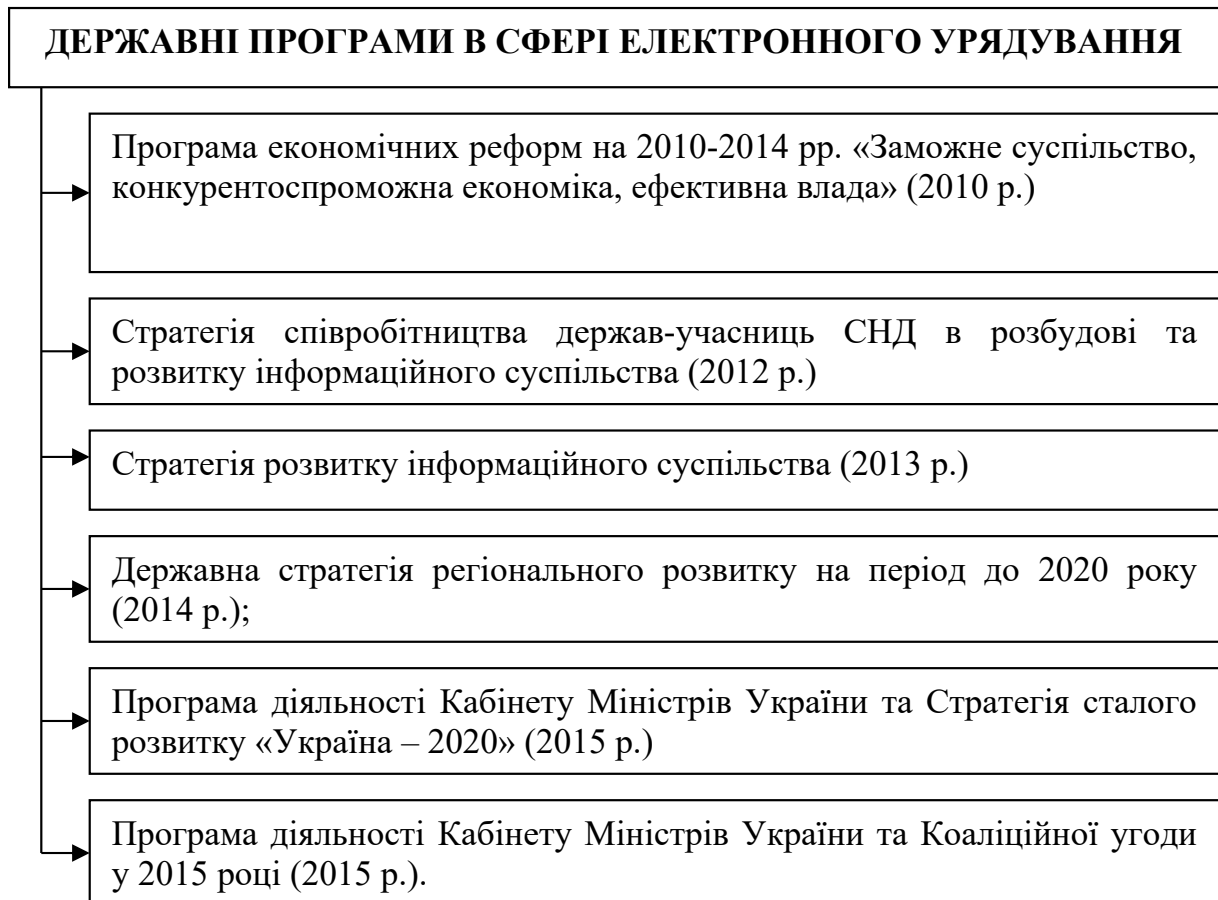 ДЕРЖАВНІ ПРОГРАМИ В СФЕРІ ЕЛЕКТРОННОГО УРЯДУВАННЯ
Програма економічних реформ на 2010-2014 рр. «Заможне суспільство,
конкурентоспроможна економіка, ефективна влада» (2010 р.)
Стратегія співробітництва держав-учасниць СНД в розбудові та
розвитку інформаційного суспільства (2012 р.)
Стратегія розвитку інформаційного суспільства (2013 р.)
Державна стратегія регіонального розвитку на період до 2020 року
(2014 р.);
Програма діяльності Кабінету Міністрів України та Стратегія сталого
розвитку «Україна – 2020» (2015 р.)
Програма діяльності Кабінету Міністрів України та Коаліційної угоди
у 2015 році (2015 р.).